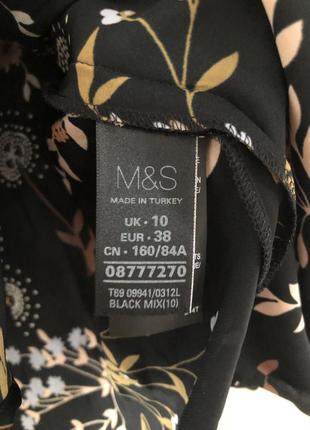 M&S
MADE IN TURKEY
UK • 10
EUR • 38
CN • 160/84A
08777270
T69 09941/0312L
BLACK MIX(10)